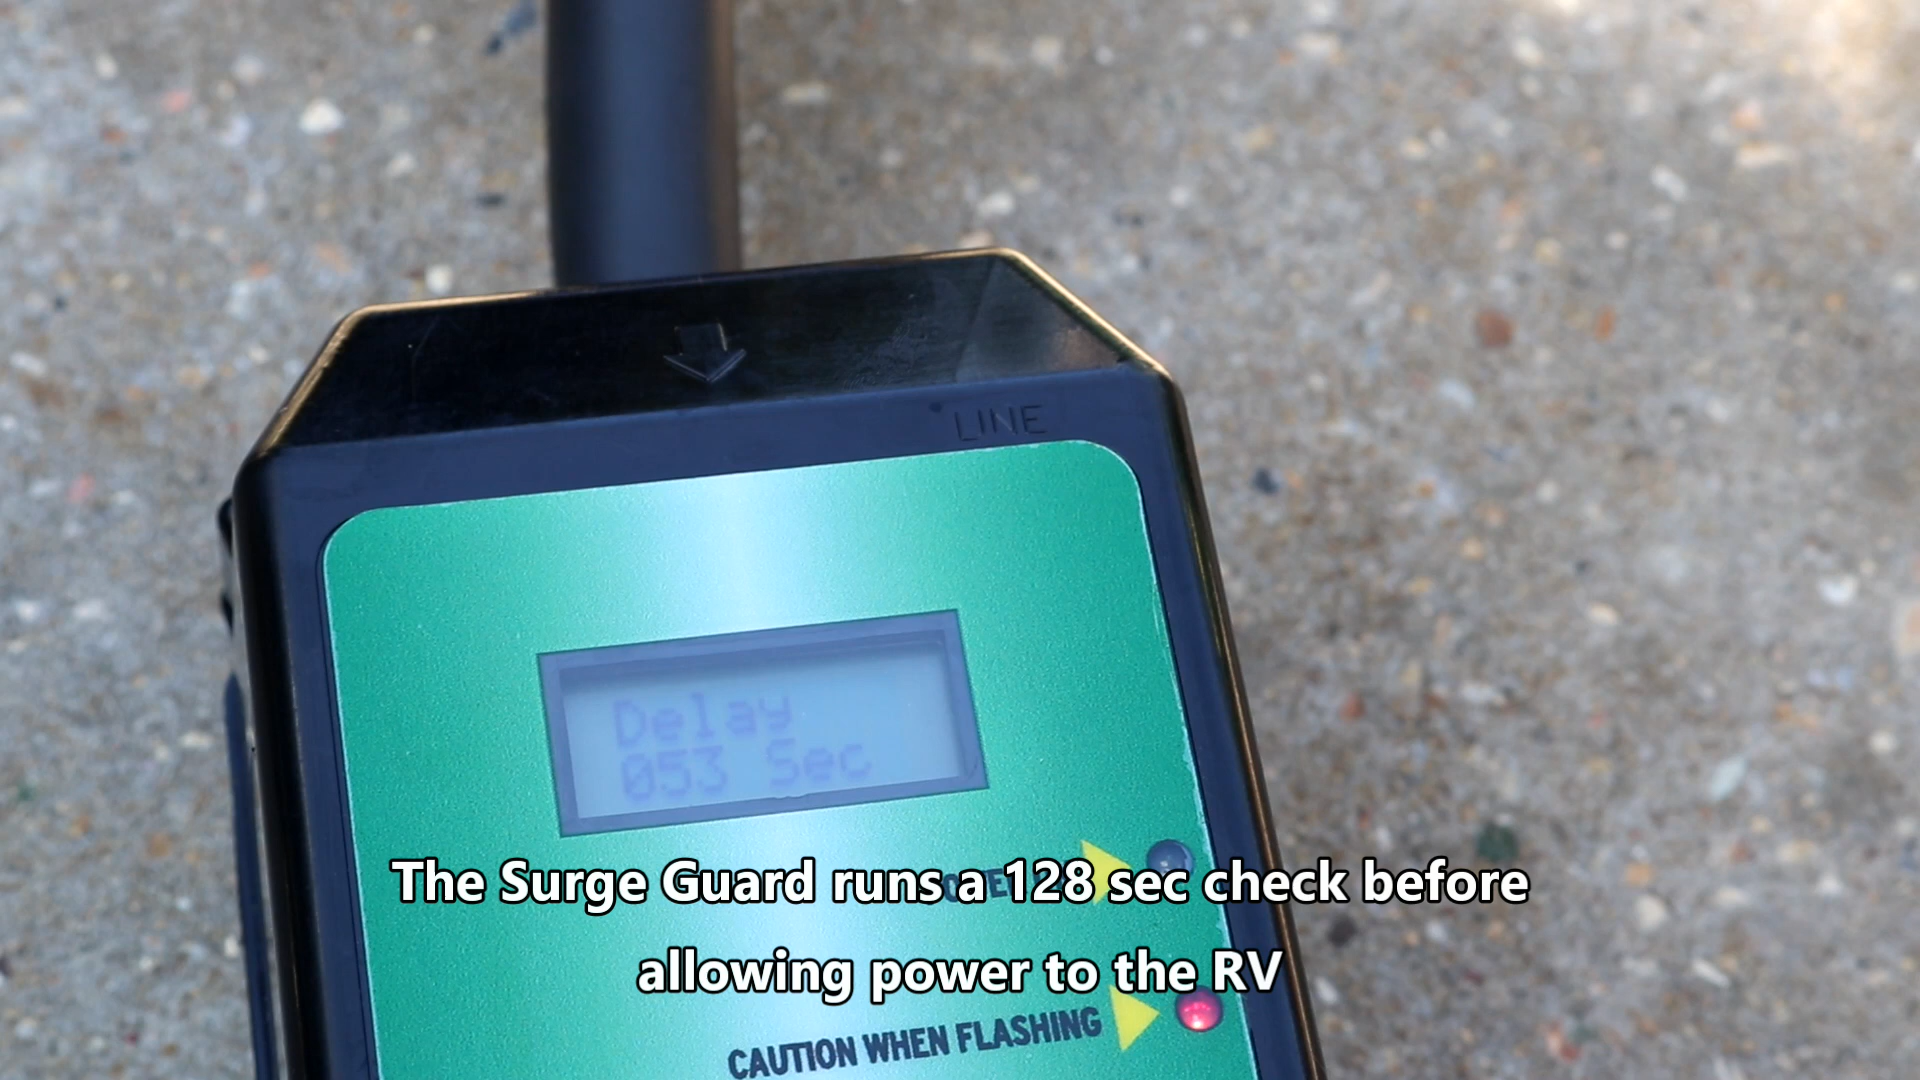 LINE
Delay
053 Sec
The Surge Guard runs a 128 sec check before
allowing power to the RV
CAUTION WHEN FLASHING